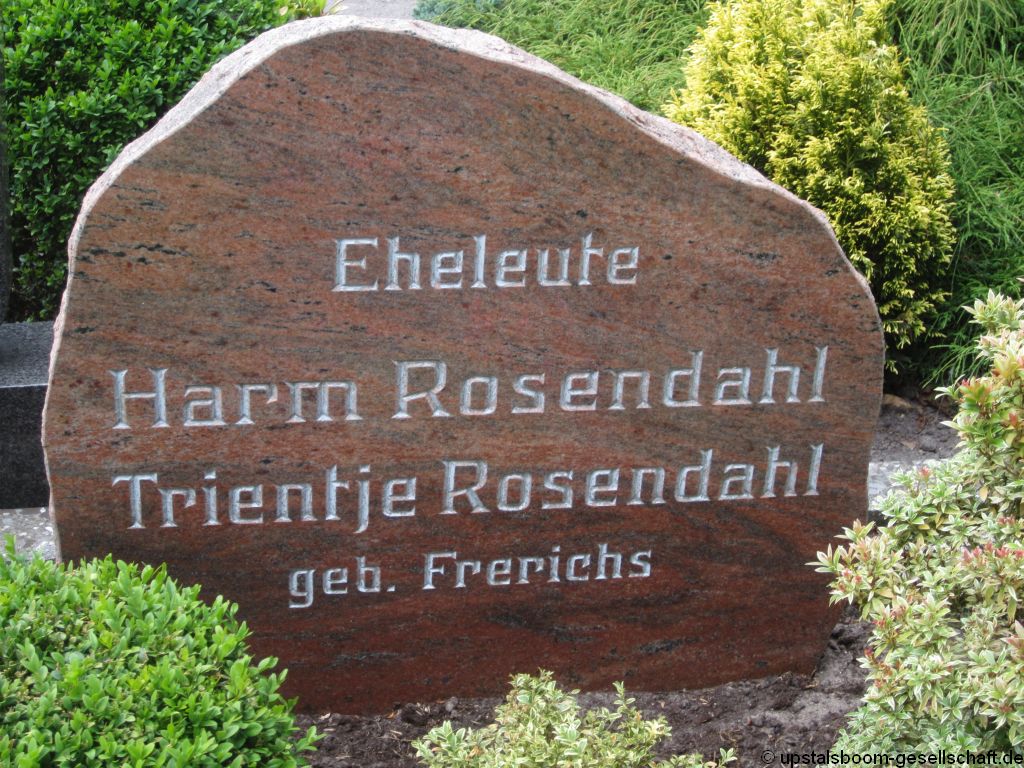 Eheleute
Harm Rosendahl
Trientje Rosendahl
geb. Frerichs
© upstalsboom-gesellschaft.de